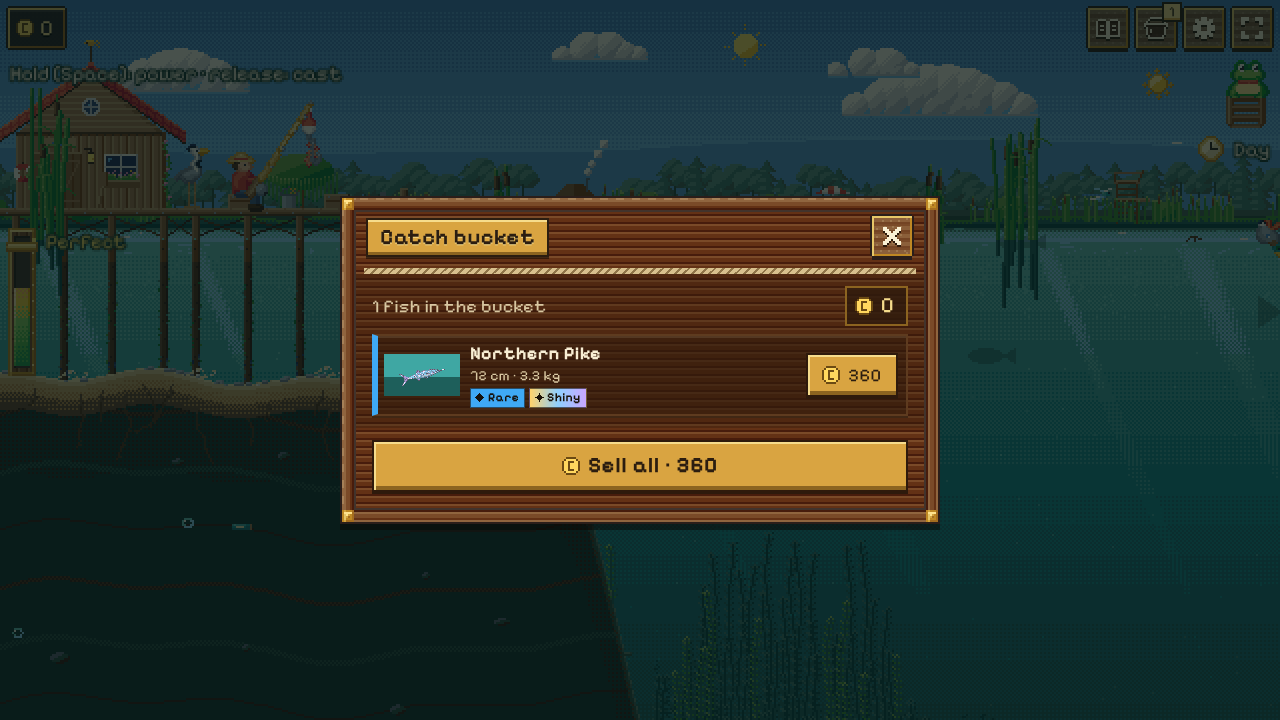 0
1
Hold [Space]: power · release: cast
Day
Perfect
Catch bucket
1 fish in the bucket
0
Northern Pike
72 cm · 3.3 kg
Rare
Shiny
360
Sell all · 360